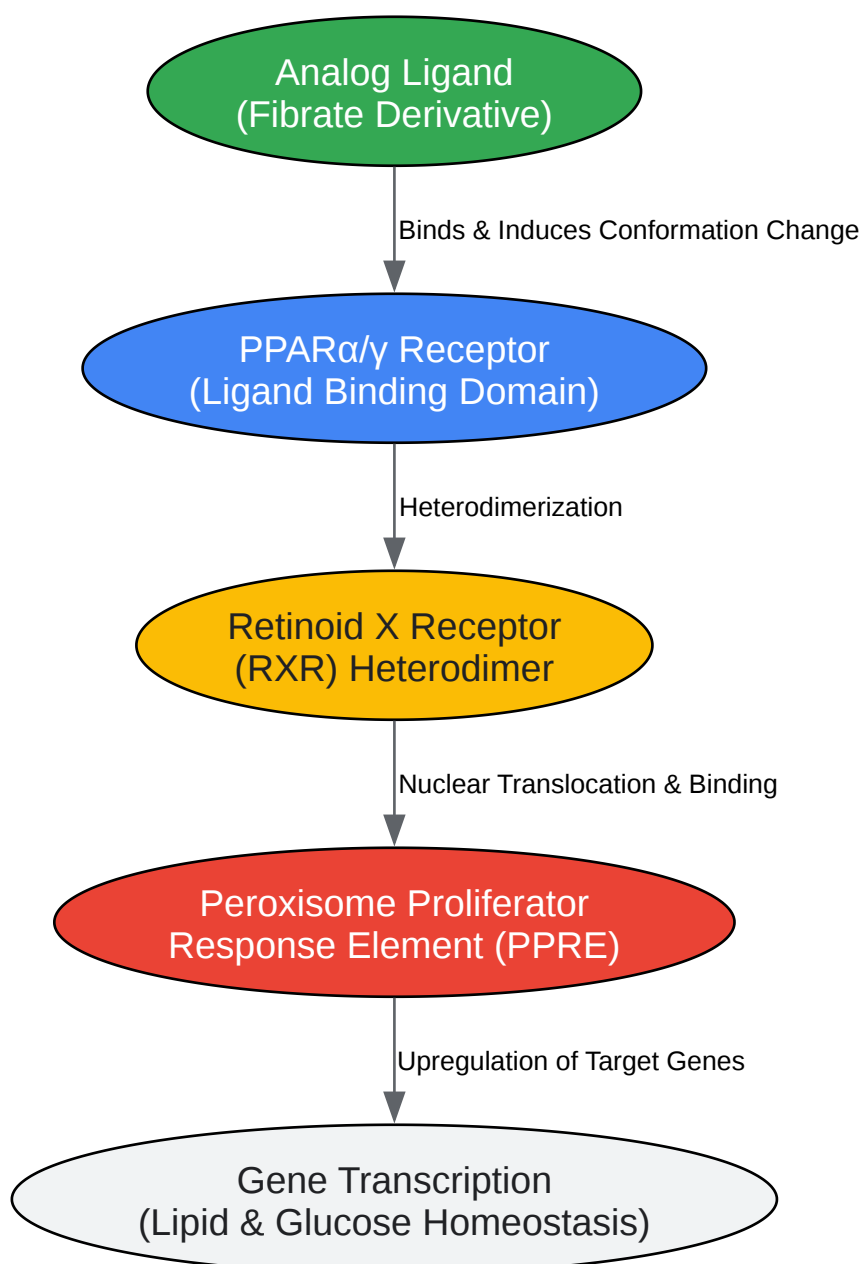 Analog Ligand
(Fibrate Derivative)
Binds & Induces Conformation Change
PPARα/γ Receptor
(Ligand Binding Domain)
Heterodimerization
Retinoid X Receptor
(RXR) Heterodimer
Nuclear Translocation & Binding
Peroxisome Proliferator
Response Element (PPRE)
Upregulation of Target Genes
Gene Transcription
(Lipid & Glucose Homeostasis)